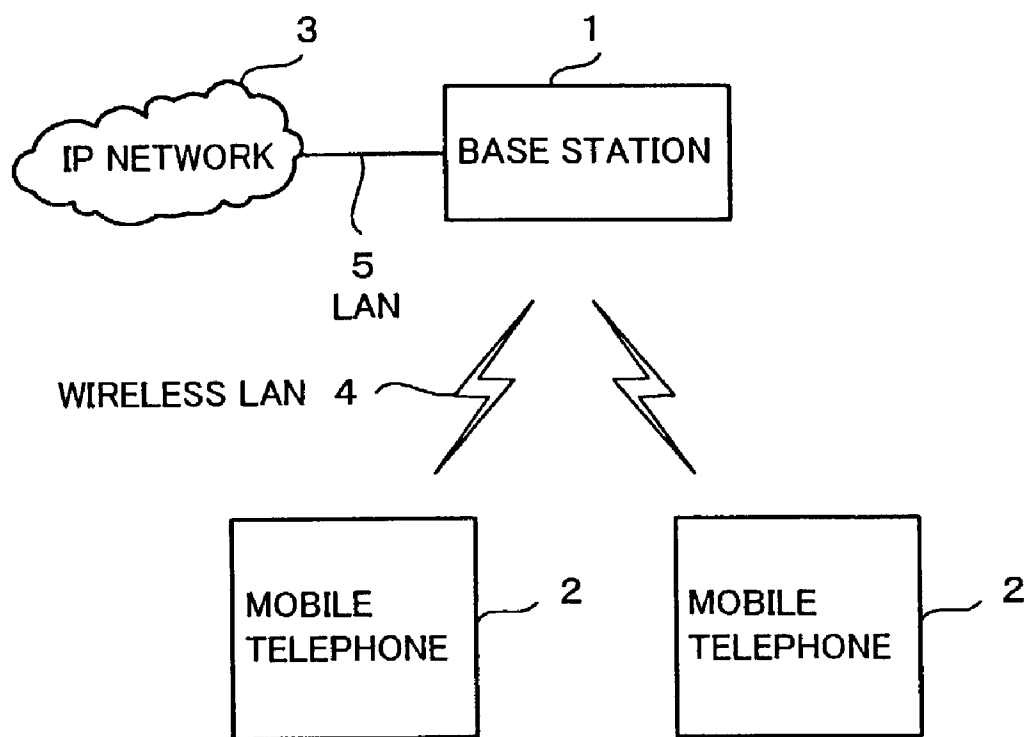 3
1
IP NETWORK
BASE STATION
5
LAN
WIRELESS LAN 4
MOBILE
TELEPHONE
2
MOBILE
TELEPHONE
2